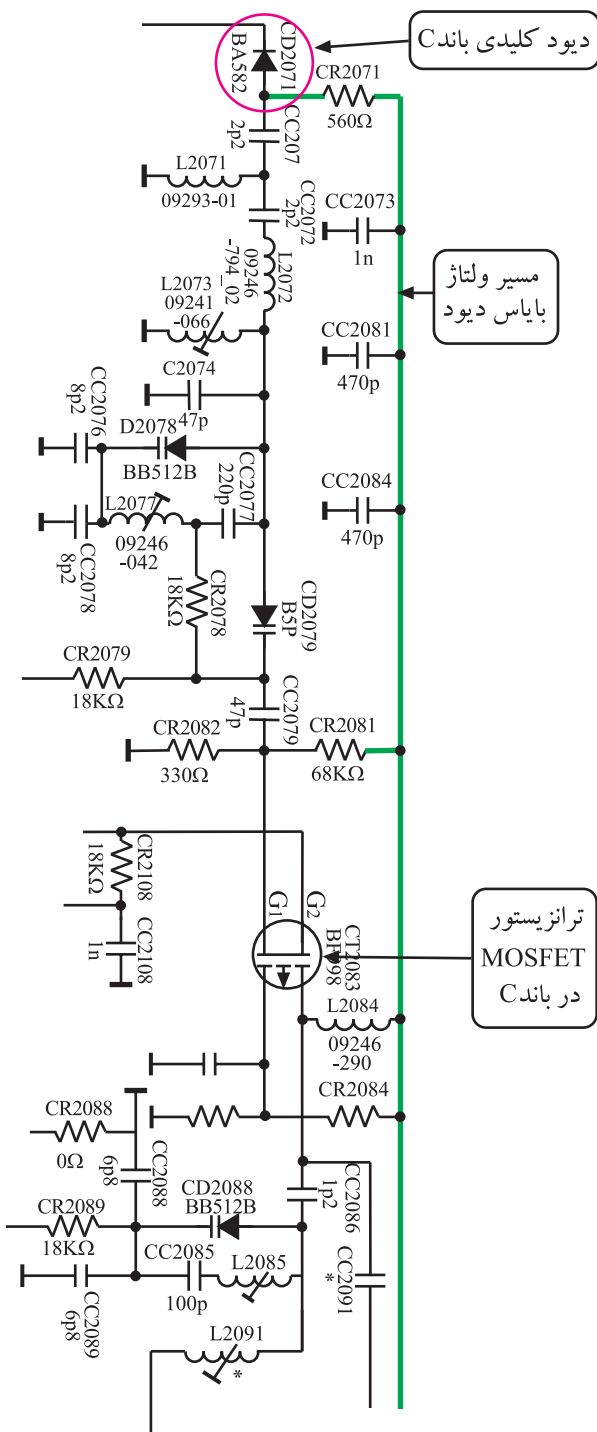 دیود کلیدی باندC
CD2071
BA582
CR2071
560Ω
CC207
2p2
L2071
09293-01
CC2072
2p2
CC2073
1n
L2072
09246
-794_02
L2073
09241
-066
مسیر ولتاژ
بایاس دیود
CC2081
470p
C2074
47p
CC2076
8p2
D2078
BB512B
CC2077
220p
CC2084
470p
L2077
09246
-042
CC2078
8p2
CR2078
18KΩ
CD2079
B5P
CR2079
18KΩ
CC2079
47p
CR2082
330Ω
CR2081
68KΩ
CR2108
18KΩ
G1
G2
CC2108
1n
CT2083
BF998
ترانزیستور
MOSFET
در باندC
L2084
09246
-290
CR2084
CR2088
0Ω
CC2088
6p8
CD2088
BB512B
CC2086
1p2
CR2089
18KΩ
CC2085
100p
L2085
CC2091
*
CC2089
6p8
L2091
*